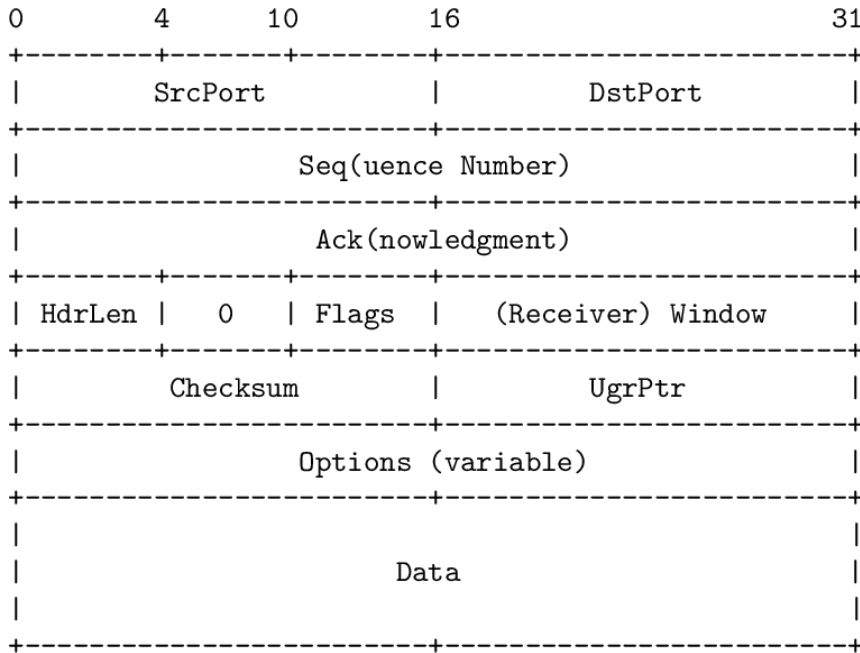 0        4       10        16                        31
+--------+-------+--------+--------------------------+
|        SrcPort          |         DstPort          |
+-------------------------+--------------------------+
|                 Seq(uence Number)                  |
+-------------------------+--------------------------+
|                  Ack(nowledgment)                  |
+--------+-------+--------+--------------------------+
| HdrLen |   0   | Flags  |   (Receiver) Window      |
+--------+-------+--------+--------------------------+
|         Checksum        |         UgrPtr           |
+-------------------------+--------------------------+
|                 Options (variable)                 |
+-------------------------+--------------------------+
|                                                    |
|                       Data                         |
|                                                    |
+-------------------------+--------------------------+